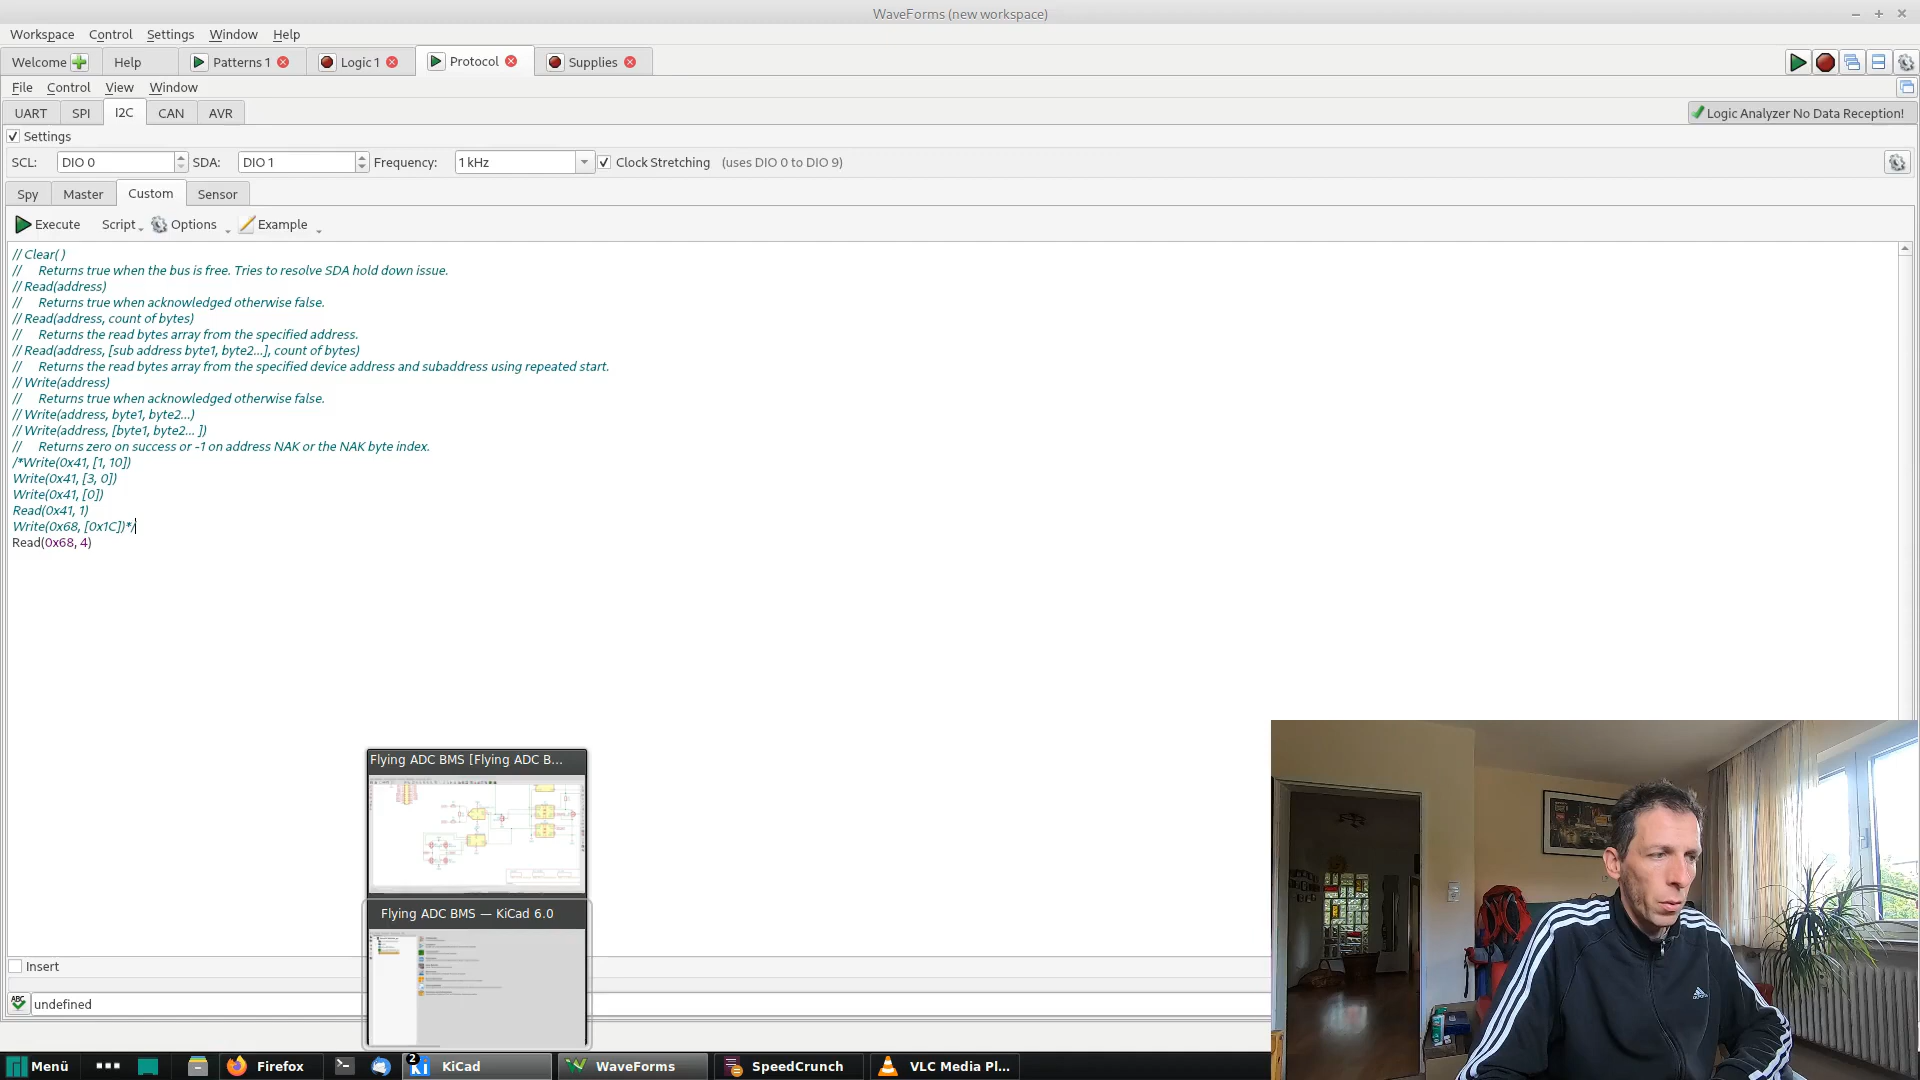 WaveForms (new workspace)
Workspace Control Settings Window Help
Welcome Help Patterns 1 Logic 1 Protocol Supplies
File Control View Window
UART SPI I2C CAN AVR Logic Analyzer No Data Reception!
Settings
SCL: DIO 0 SDA: DIO 1 Frequency: 1 kHz Clock Stretching (uses DIO 0 to DIO 9)
Spy Master Custom Sensor
Execute Script Options Example
// Clear( )
// Returns true when the bus is free. Tries to resolve SDA hold down issue.
// Read(address)
// Returns true when acknowledged otherwise false.
// Read(address, count of bytes)
// Returns the read bytes array from the specified address.
// Read(address, [sub address byte1, byte2...], count of bytes)
// Returns the read bytes array from the specified device address and subaddress using repeated start.
// Write(address)
// Returns true when acknowledged otherwise false.
// Write(address, byte1, byte2...)
// Write(address, [byte1, byte2... ])
// Returns zero on success or -1 on address NAK or the NAK byte index.
/*Write(0x41, [1, 10])
Write(0x41, [3, 0])
Write(0x41, [0])
Read(0x41, 1)
Write(0x68, [0x1C])*/
Read(0x68, 4)
Flying ADC BMS [Flying ADC B...
Flying ADC BMS — KiCad 6.0
Insert
ABC undefined
Menü Firefox 2 Ki KiCad WaveForms SpeedCrunch VLC Media Pl...
adidas